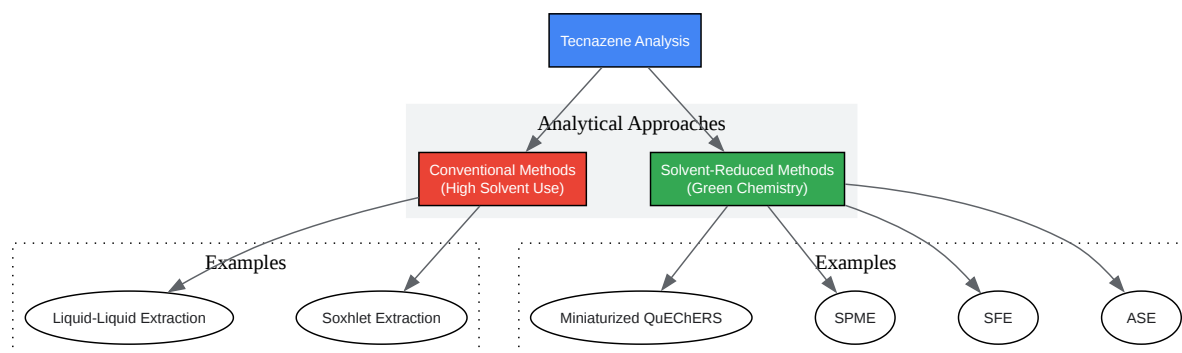 Tecnazene Analysis
Analytical Approaches
Conventional Methods
(High Solvent Use)
Solvent-Reduced Methods
(Green Chemistry)
Examples
Examples
Liquid-Liquid Extraction
Soxhlet Extraction
Miniaturized QuEChERS
SPME
SFE
ASE